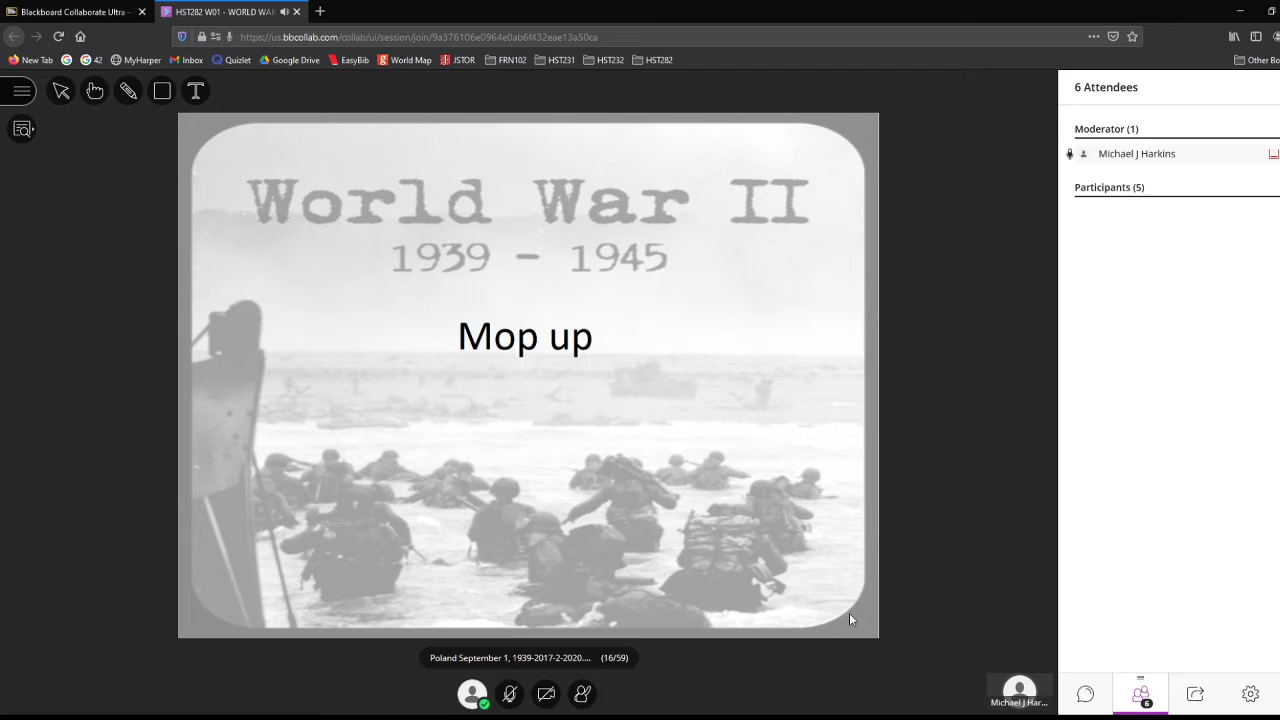 Blackboard Collaborate Ultra –
HST282 W01 - WORLD WAR
https://us.bbcollab.com/collab/ui/session/join/9a376106e0964e0ab6f432eae13a50ca
New Tab
G
G 42
MyHarper
Inbox
Quizlet
Google Drive
EasyBib
World Map
JSTOR
FRN102
HST231
HST232
HST282
Other Bo
6 Attendees
Moderator (1)
Michael J Harkins
Participants (5)
World War II
1939 – 1945
Mop up
Poland September 1, 1939-2017-2-2020.... (16/59)
Michael J Har...
6